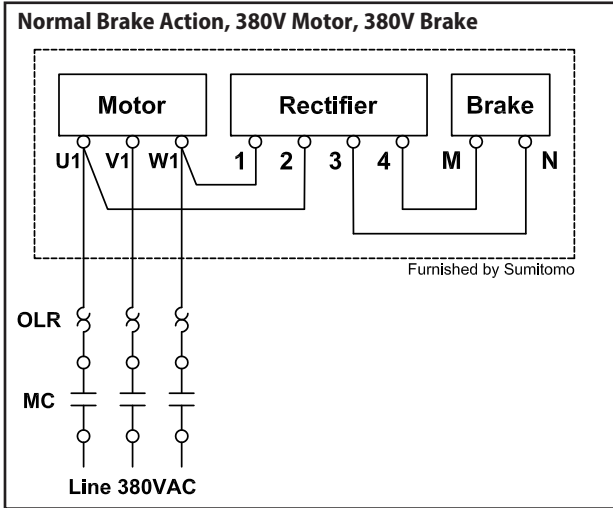 Normal Brake Action, 380V Motor, 380V Brake
Motor Rectifier Brake
U1 V1 W1 1 2 3 4 M N
Furnished by Sumitomo
OLR
MC
Line 380VAC